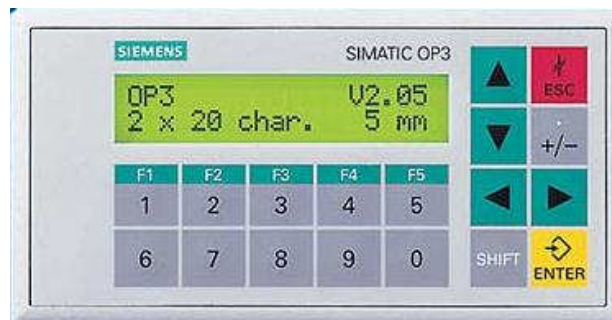 SIEMENS SIMATIC OP3
OP3 V2.05
2 x 20 char. 5 mm
ESC
+/−
F1 F2 F3 F4 F5
1 2 3 4 5
6 7 8 9 0
SHIFT ENTER